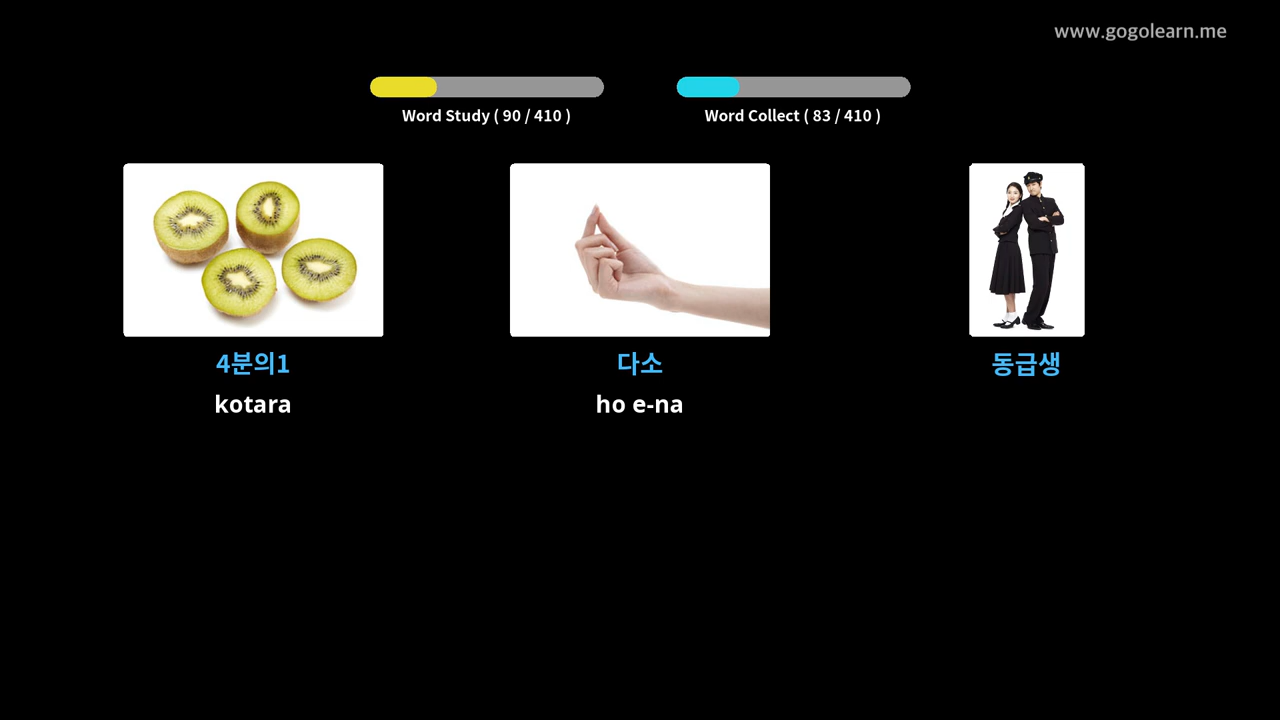 www.gogolearn.me
Word Study ( 90 / 410 )
Word Collect ( 83 / 410 )
4분의1
다소
동급생
kotara
ho e-na